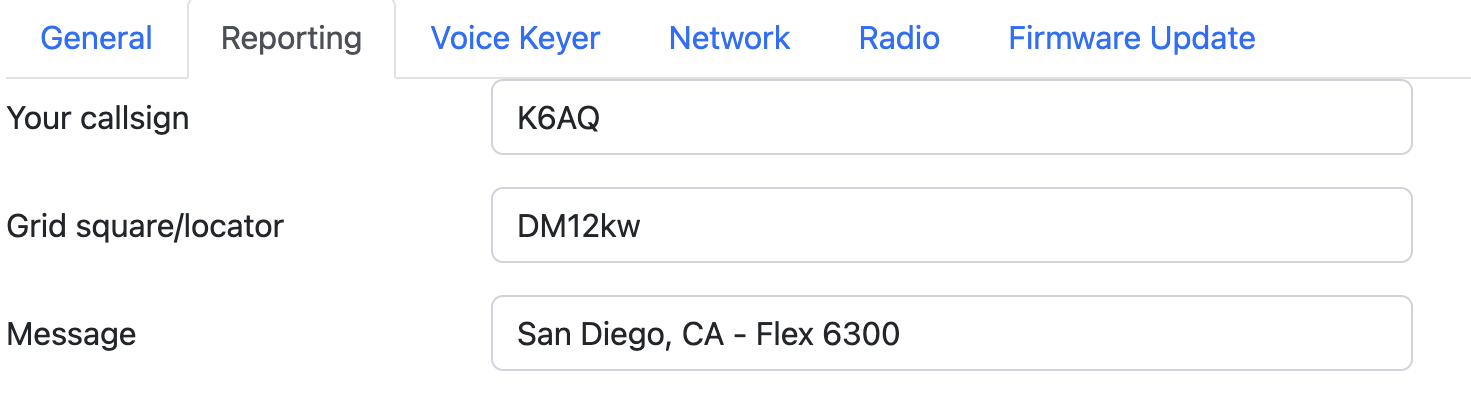 General Reporting Voice Keyer Network Radio Firmware Update
Your callsign K6AQ
Grid square/locator DM12kw
Message San Diego, CA - Flex 6300